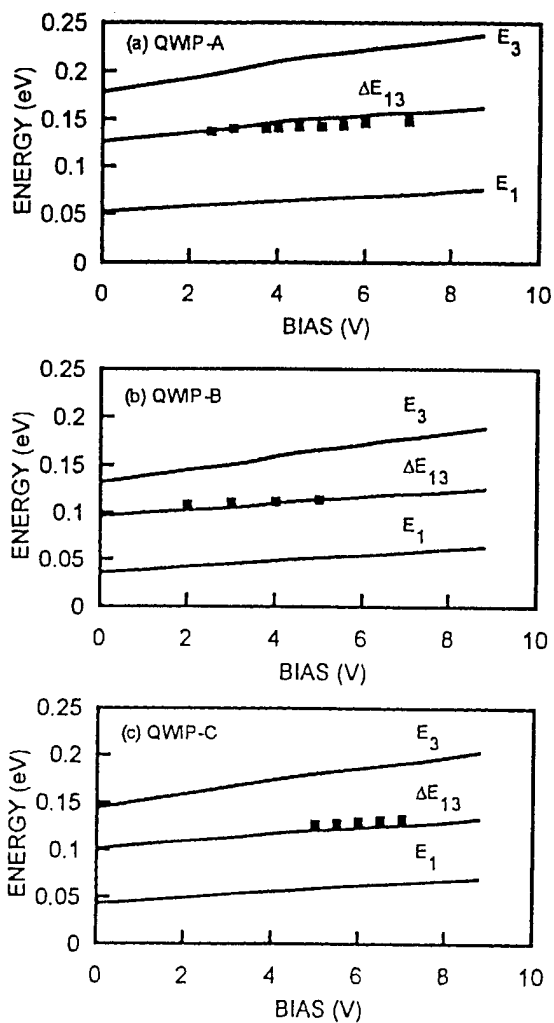 (a) QWIP-A
ENERGY (eV)
0.25
0.2
0.15
0.1
0.05
0
E3
ΔE13
E1
0 2 4 6 8 10
BIAS (V)
(b) QWIP-B
ENERGY (eV)
0.25
0.2
0.15
0.1
0.05
0
E3
ΔE13
E1
0 2 4 6 8 10
BIAS (V)
(c) QWIP-C
ENERGY (eV)
0.25
0.2
0.15
0.1
0.05
0
E3
ΔE13
E1
0 2 4 6 8 10
BIAS (V)